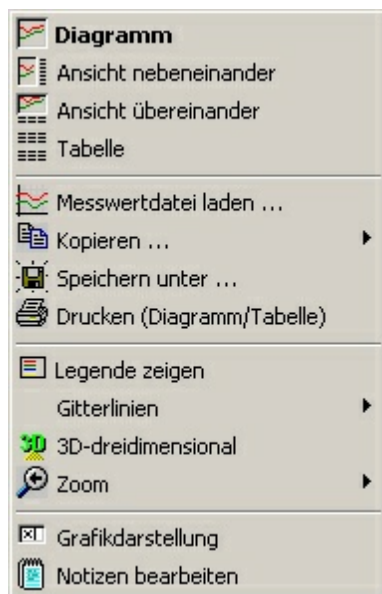 Diagramm
Ansicht nebeneinander
Ansicht übereinander
Tabelle
Messwertdatei laden ...
Kopieren ...
Speichern unter ...
Drucken (Diagramm/Tabelle)
Legende zeigen
Gitterlinien
3D-dreidimensional
Zoom
Grafikdarstellung
Notizen bearbeiten